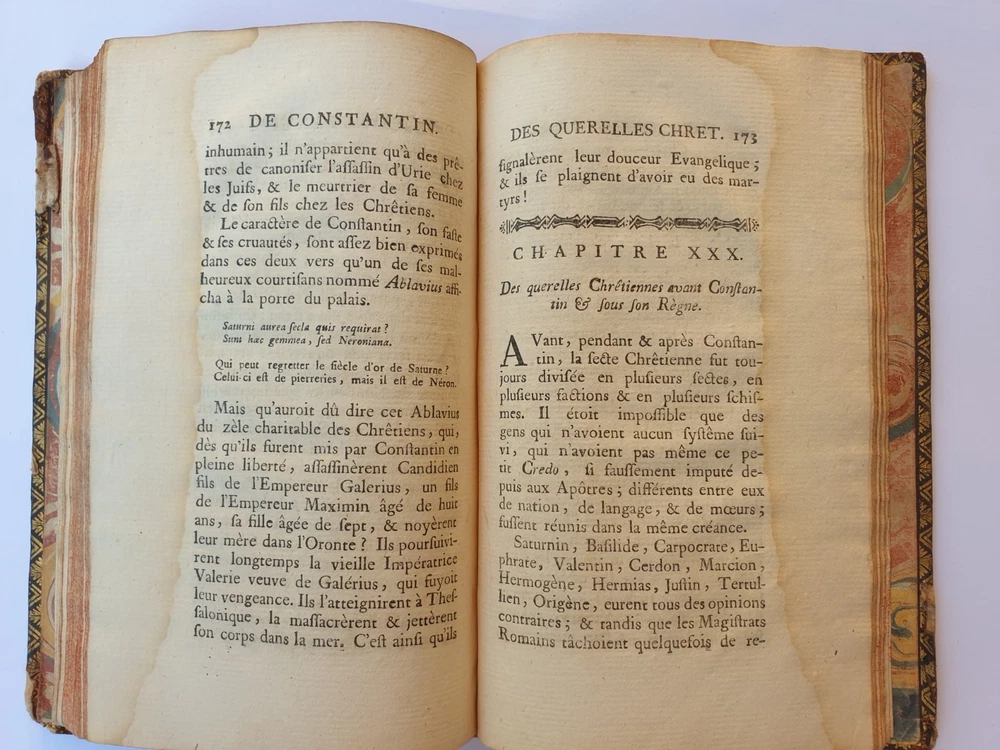 172 DE CONSTANTIN.
inhumain; il n'appartient qu'à des prê-
tres de canoniſer l'aſſaſſin d'Urie chez
les Juifs, & le meurtrier de ſa femme
& de ſon fils chez les Chrêtiens.
Le caractère de Conſtantin, ſon faſte
& ſes cruautés, ſont aſſez bien exprimés
dans ces deux vers qu'un de ſes mal-
heureux courtiſans nommé Ablavius affi-
cha à la porte du palais.
Saturni aurea ſecla quis requirat?
Sunt hæc gemmea, ſed Neroniana.
Qui peut regretter le ſiècle d'or de Saturne?
Celui-ci eſt de pierreries, mais il eſt de Néron.
Mais qu'auroit dû dire cet Ablavius
du zèle charitable des Chrêtiens, qui,
dès qu'ils furent mis par Conſtantin en
pleine liberté, aſſaſſinèrent Candidien
fils de l'Empereur Galerius, un fils
de l'Empereur Maximin âgé de huit
ans, ſa fille âgée de ſept, & noyèrent
leur mère dans l'Oronte? Ils pourſuivi-
rent longtemps la vieille Impératrice
Valerie veuve de Galérius, qui fuyoit
leur vengeance. Ils l'atteignirent à Theſ-
ſalonique, la maſſacrèrent & jettèrent
ſon corps dans la mer. C'eſt ainſi qu'ils
DES QUERELLES CHRET. 173
ſignalèrent leur douceur Evangelique;
& ils ſe plaignent d'avoir eu des mar-
tyrs!
CHAPITRE XXX.
Des querelles Chrêtiennes avant Conſtan-
tin & ſous ſon Règne.
AVant, pendant & après Conſtan-
tin, la ſecte Chrêtienne fut tou-
jours diviſée en pluſieurs ſectes, en
pluſieurs factions & en pluſieurs ſchiſ-
mes. Il étoit impoſſible que des
gens qui n'avoient aucun ſyſtême ſui-
vi, qui n'avoient pas même ce pe-
tit Credo, ſi fauſſement imputé de-
puis aux Apôtres; différents entre eux
de nation, de langage, & de mœurs;
fuſſent réunis dans la même créance.
Saturnin, Baſilide, Carpocrate, Eu-
phrate, Valentin, Cerdon, Marcion,
Hermogène, Hermias, Juſtin, Tertul-
lien, Origène, eurent tous des opinions
contraires; & tandis que les Magiſtrats
Romains tâchoient quelquefois de re-